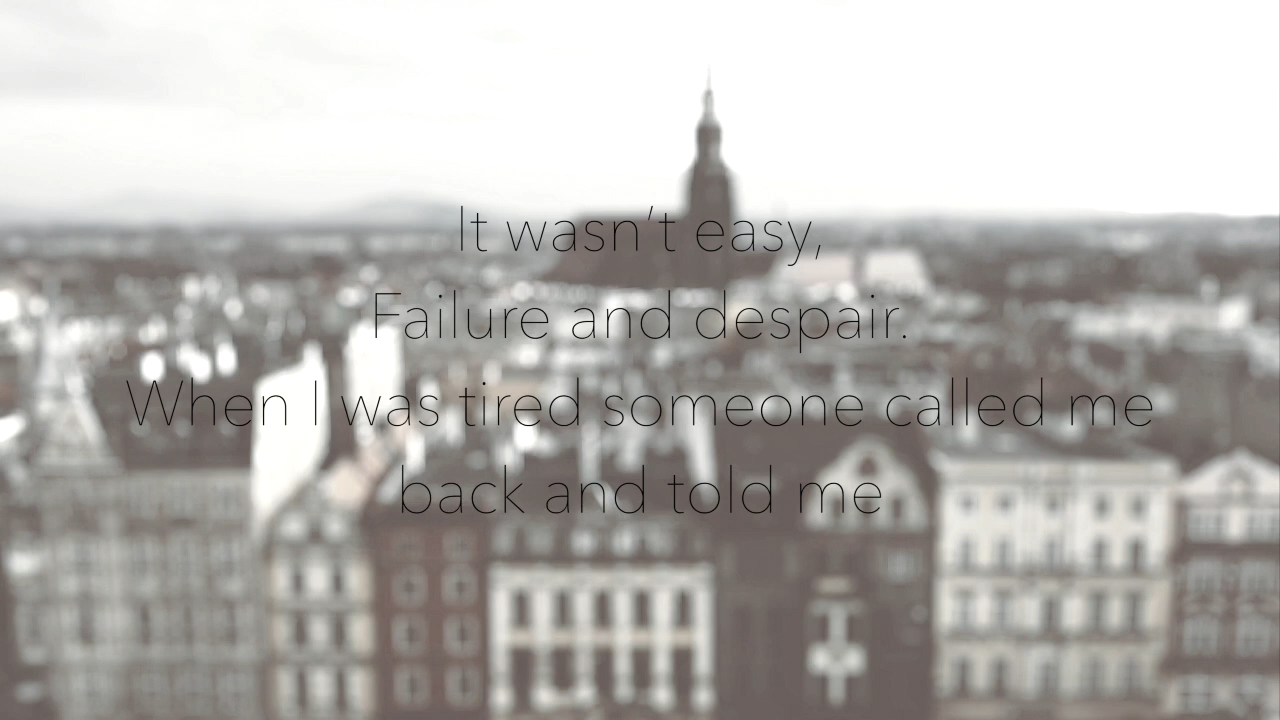 It wasn't easy,
Failure and despair.
When I was tired someone called me
back and told me